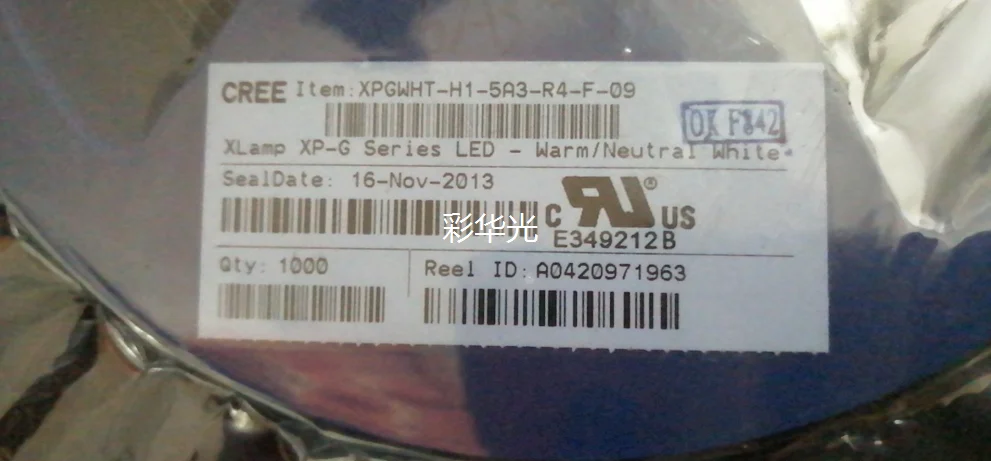 CREE Item: XPGWHT-H1-5A3-R4-F-09
OK F842
XLamp XP-G Series LED - Warm/Neutral White
SealDate: 16-Nov-2013
C RU® US
彩华光
E349212B
Qty: 1000
Reel ID: A0420971963